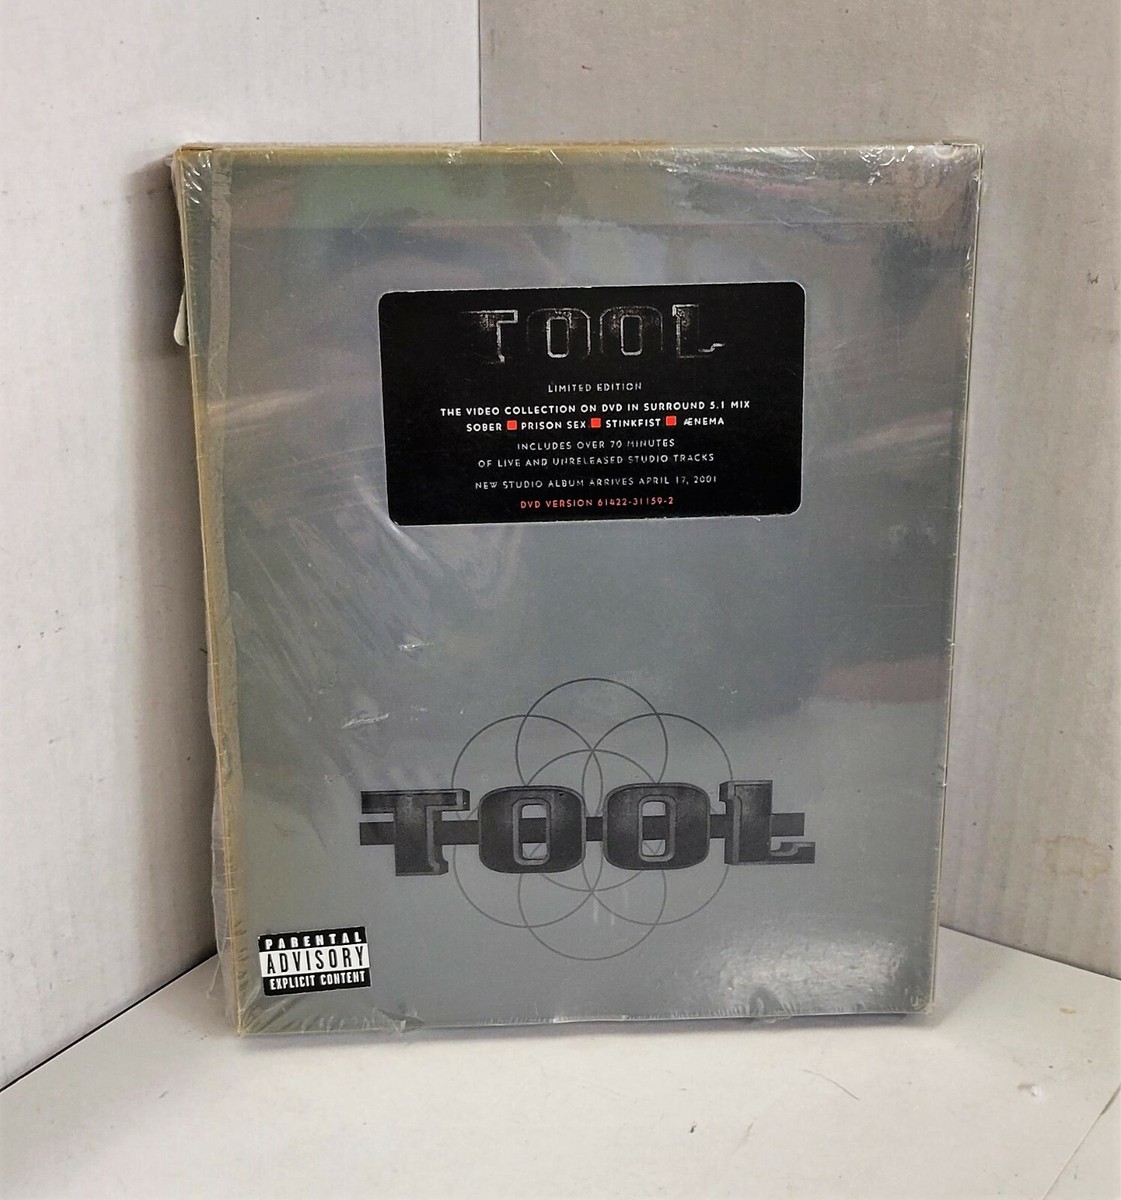 TOOL
LIMITED EDITION
THE VIDEO COLLECTION ON DVD IN SURROUND 5.1 MIX
SOBER ■ PRISON SEX ■ STINKFIST ■ ÆNEMA
INCLUDES OVER 70 MINUTES
OF LIVE AND UNRELEASED STUDIO TRACKS
NEW STUDIO ALBUM ARRIVES APRIL 17, 2001
DVD VERSION 61422-31159-2
TOOL
PARENTAL
ADVISORY
EXPLICIT CONTENT